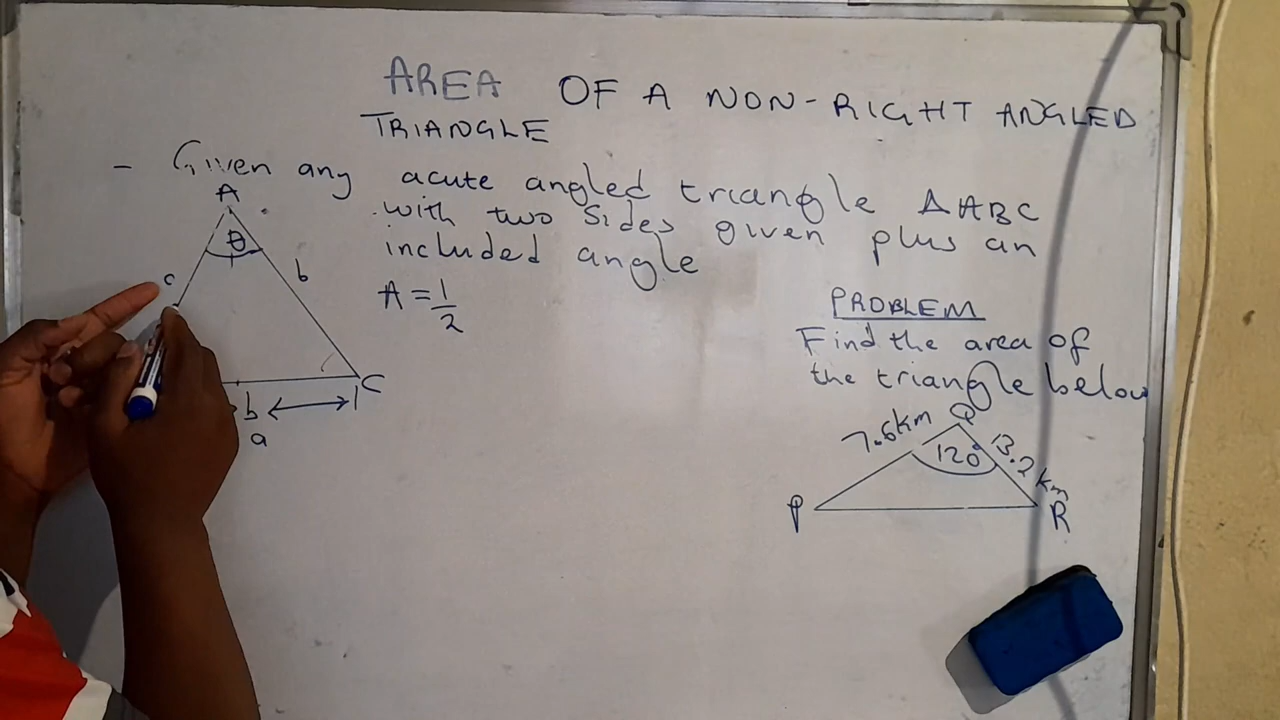 AREA OF A NON-RIGHT ANGLED
TRIANGLE
- Given any acute angled triangle ΔABC
with two sides given plus an
included angle
A = 1/2
A
θ
c
b
C
b
a
PROBLEM
Find the area of
the triangle below
7.6km
Q
13.2km
120°
P
R